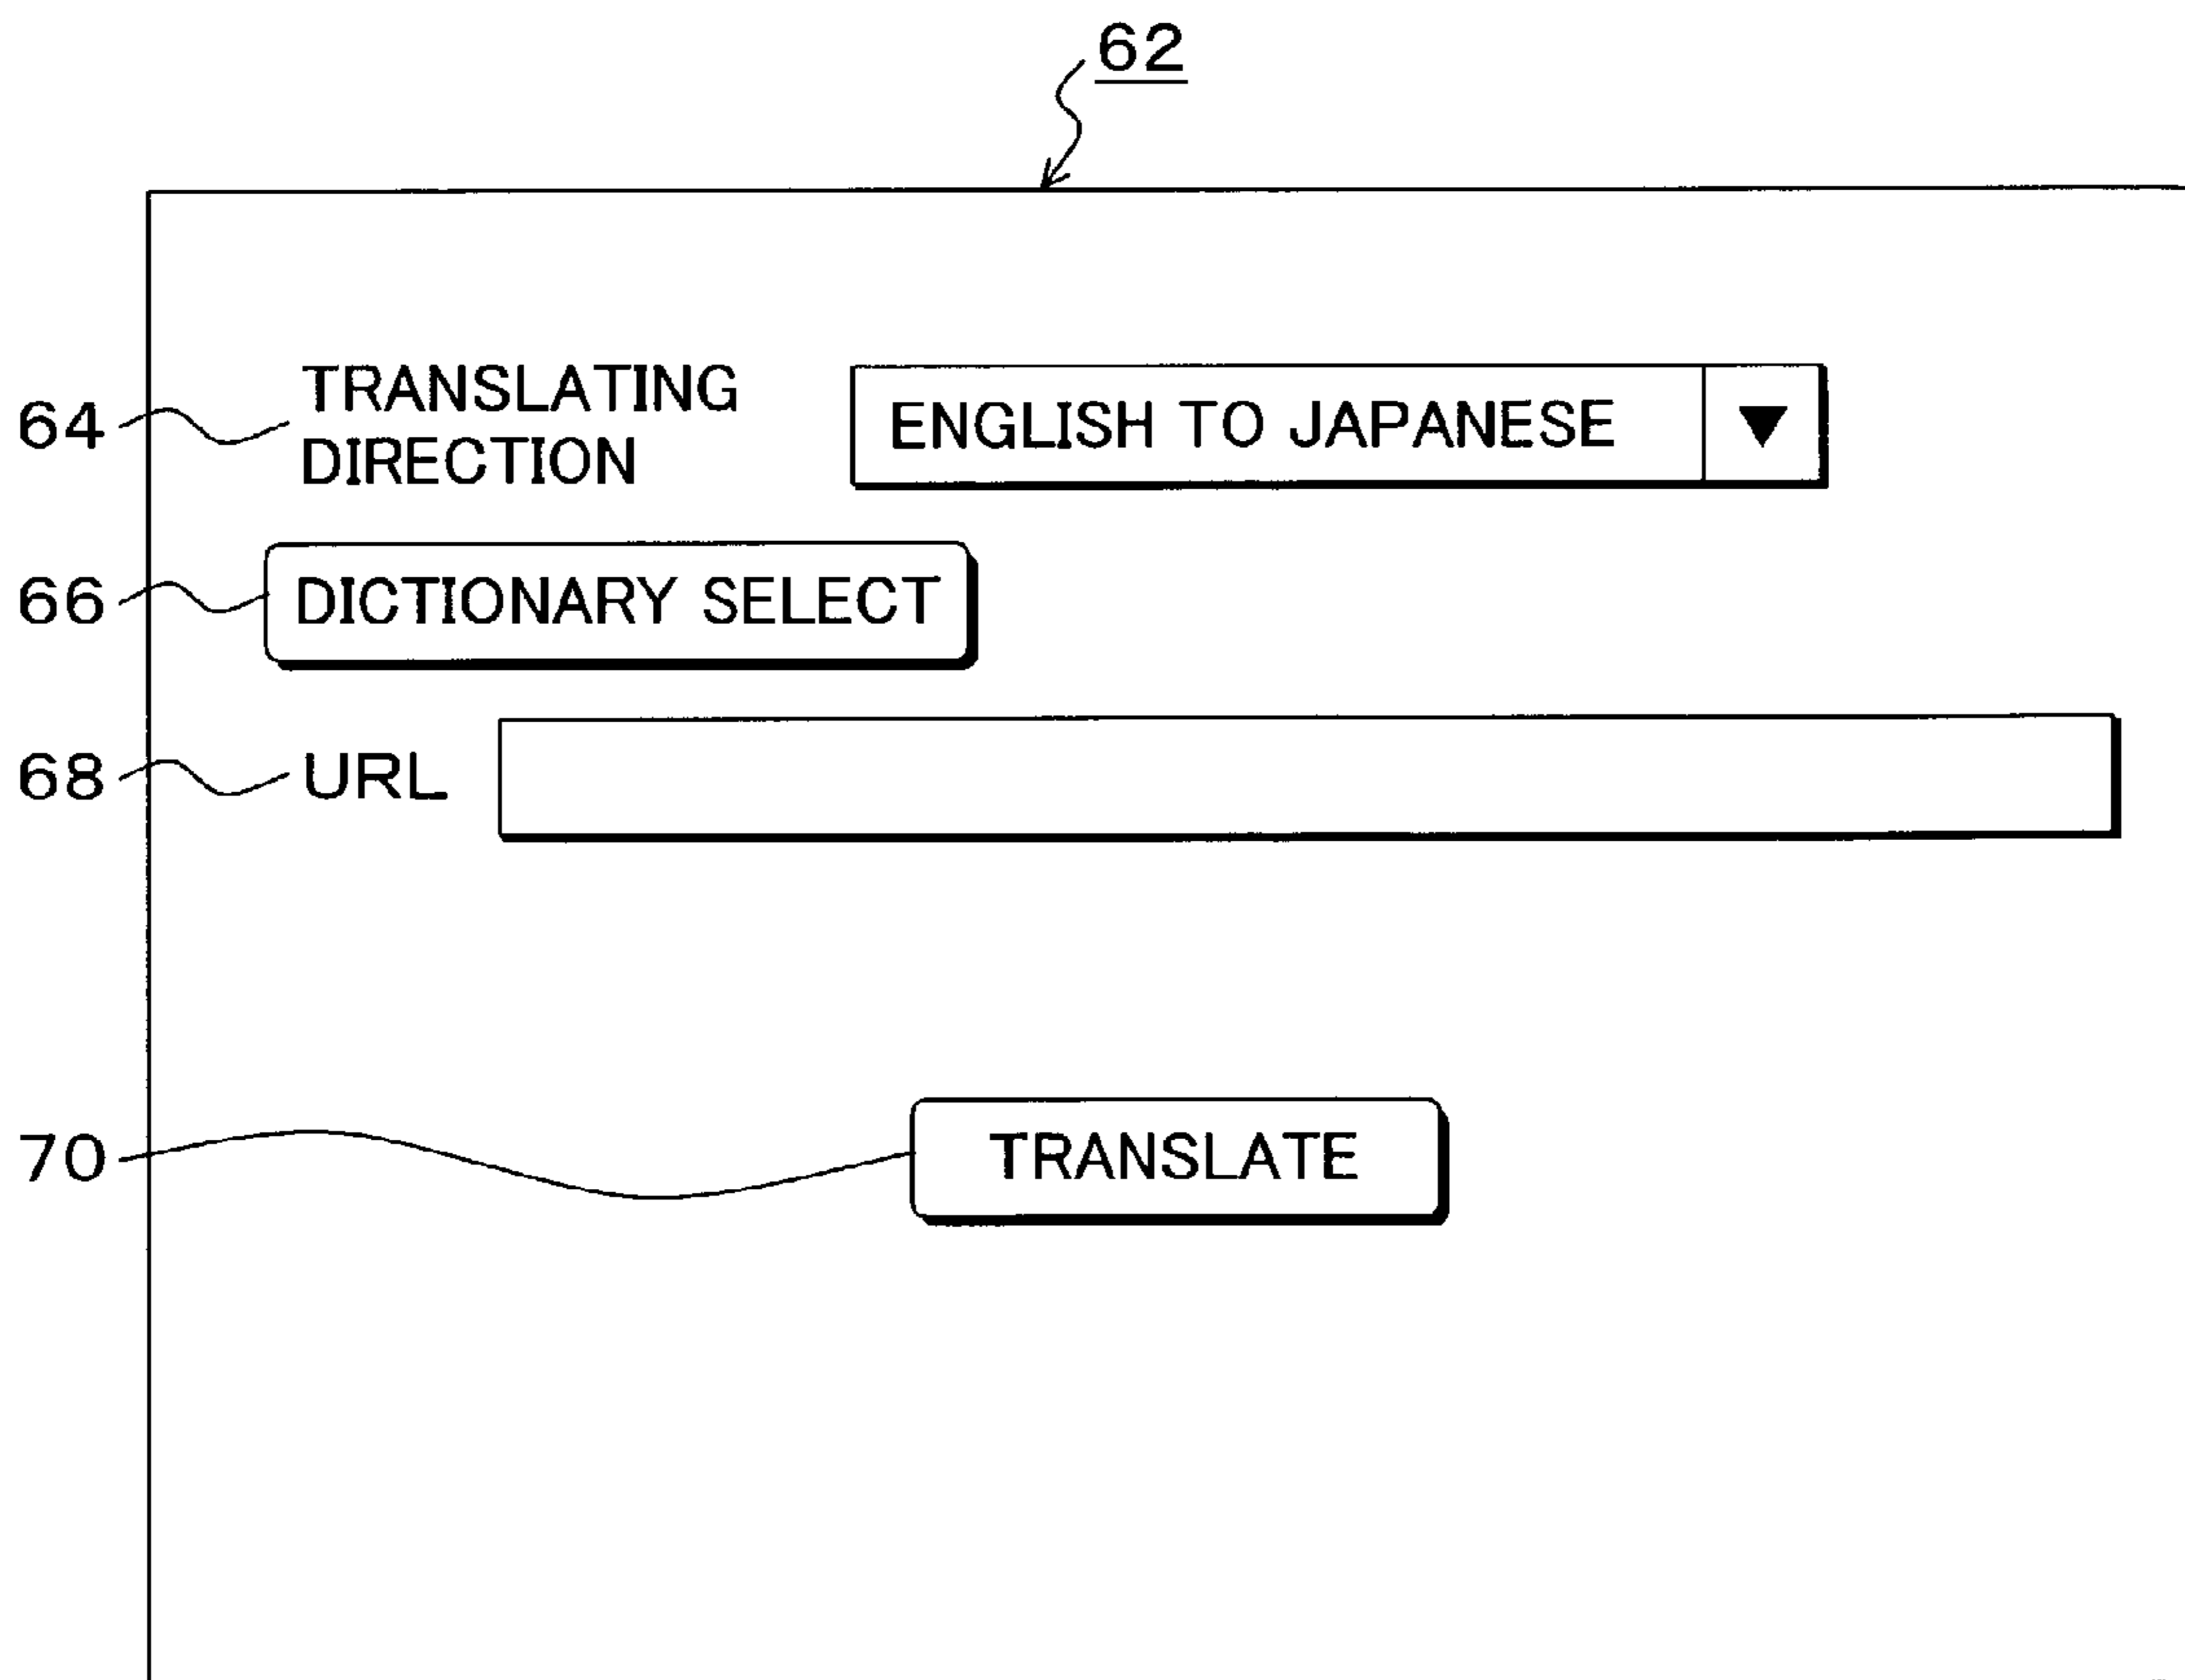 62
64
TRANSLATING
DIRECTION
ENGLISH TO JAPANESE
66
DICTIONARY SELECT
68
URL
70
TRANSLATE